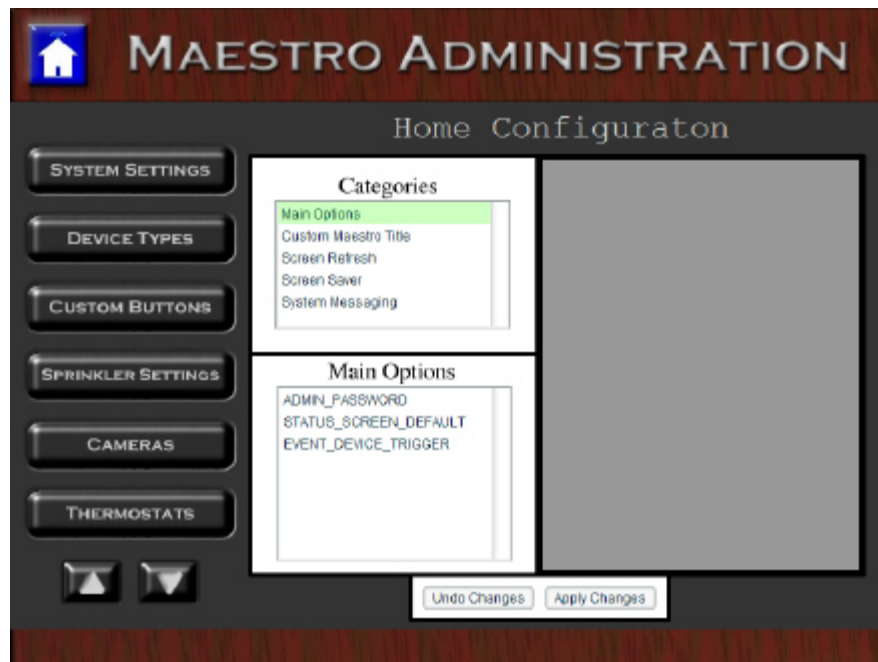 MAESTRO ADMINISTRATION
Home Configuraton
SYSTEM SETTINGS
DEVICE TYPES
CUSTOM BUTTONS
SPRINKLER SETTINGS
CAMERAS
THERMOSTATS
Categories
Main Options
Custom Maestro Title
Screen Refresh
Screen Saver
System Messaging
Main Options
ADMIN_PASSWORD
STATUS_SCREEN_DEFAULT
EVENT_DEVICE_TRIGGER
Undo Changes
Apply Changes